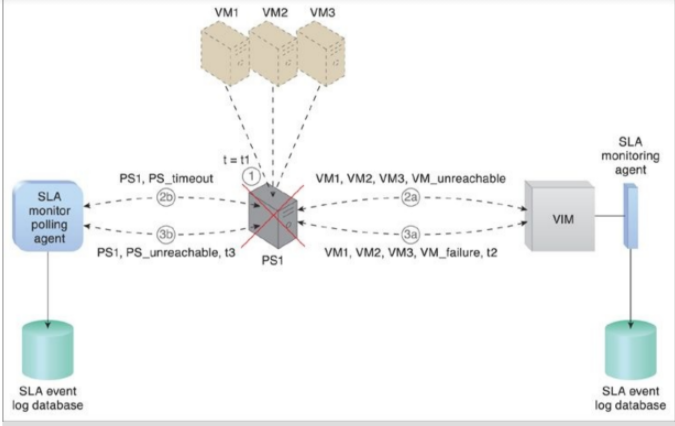 VM1 VM2 VM3
t = t1
1
PS1, PS_timeout
2b
VM1, VM2, VM3, VM_unreachable
2a
SLA
monitoring
agent
SLA
monitor
polling
agent
VIM
3b
PS1, PS_unreachable, t3
3a
VM1, VM2, VM3, VM_failure, t2
PS1
SLA event
log database
SLA event
log database